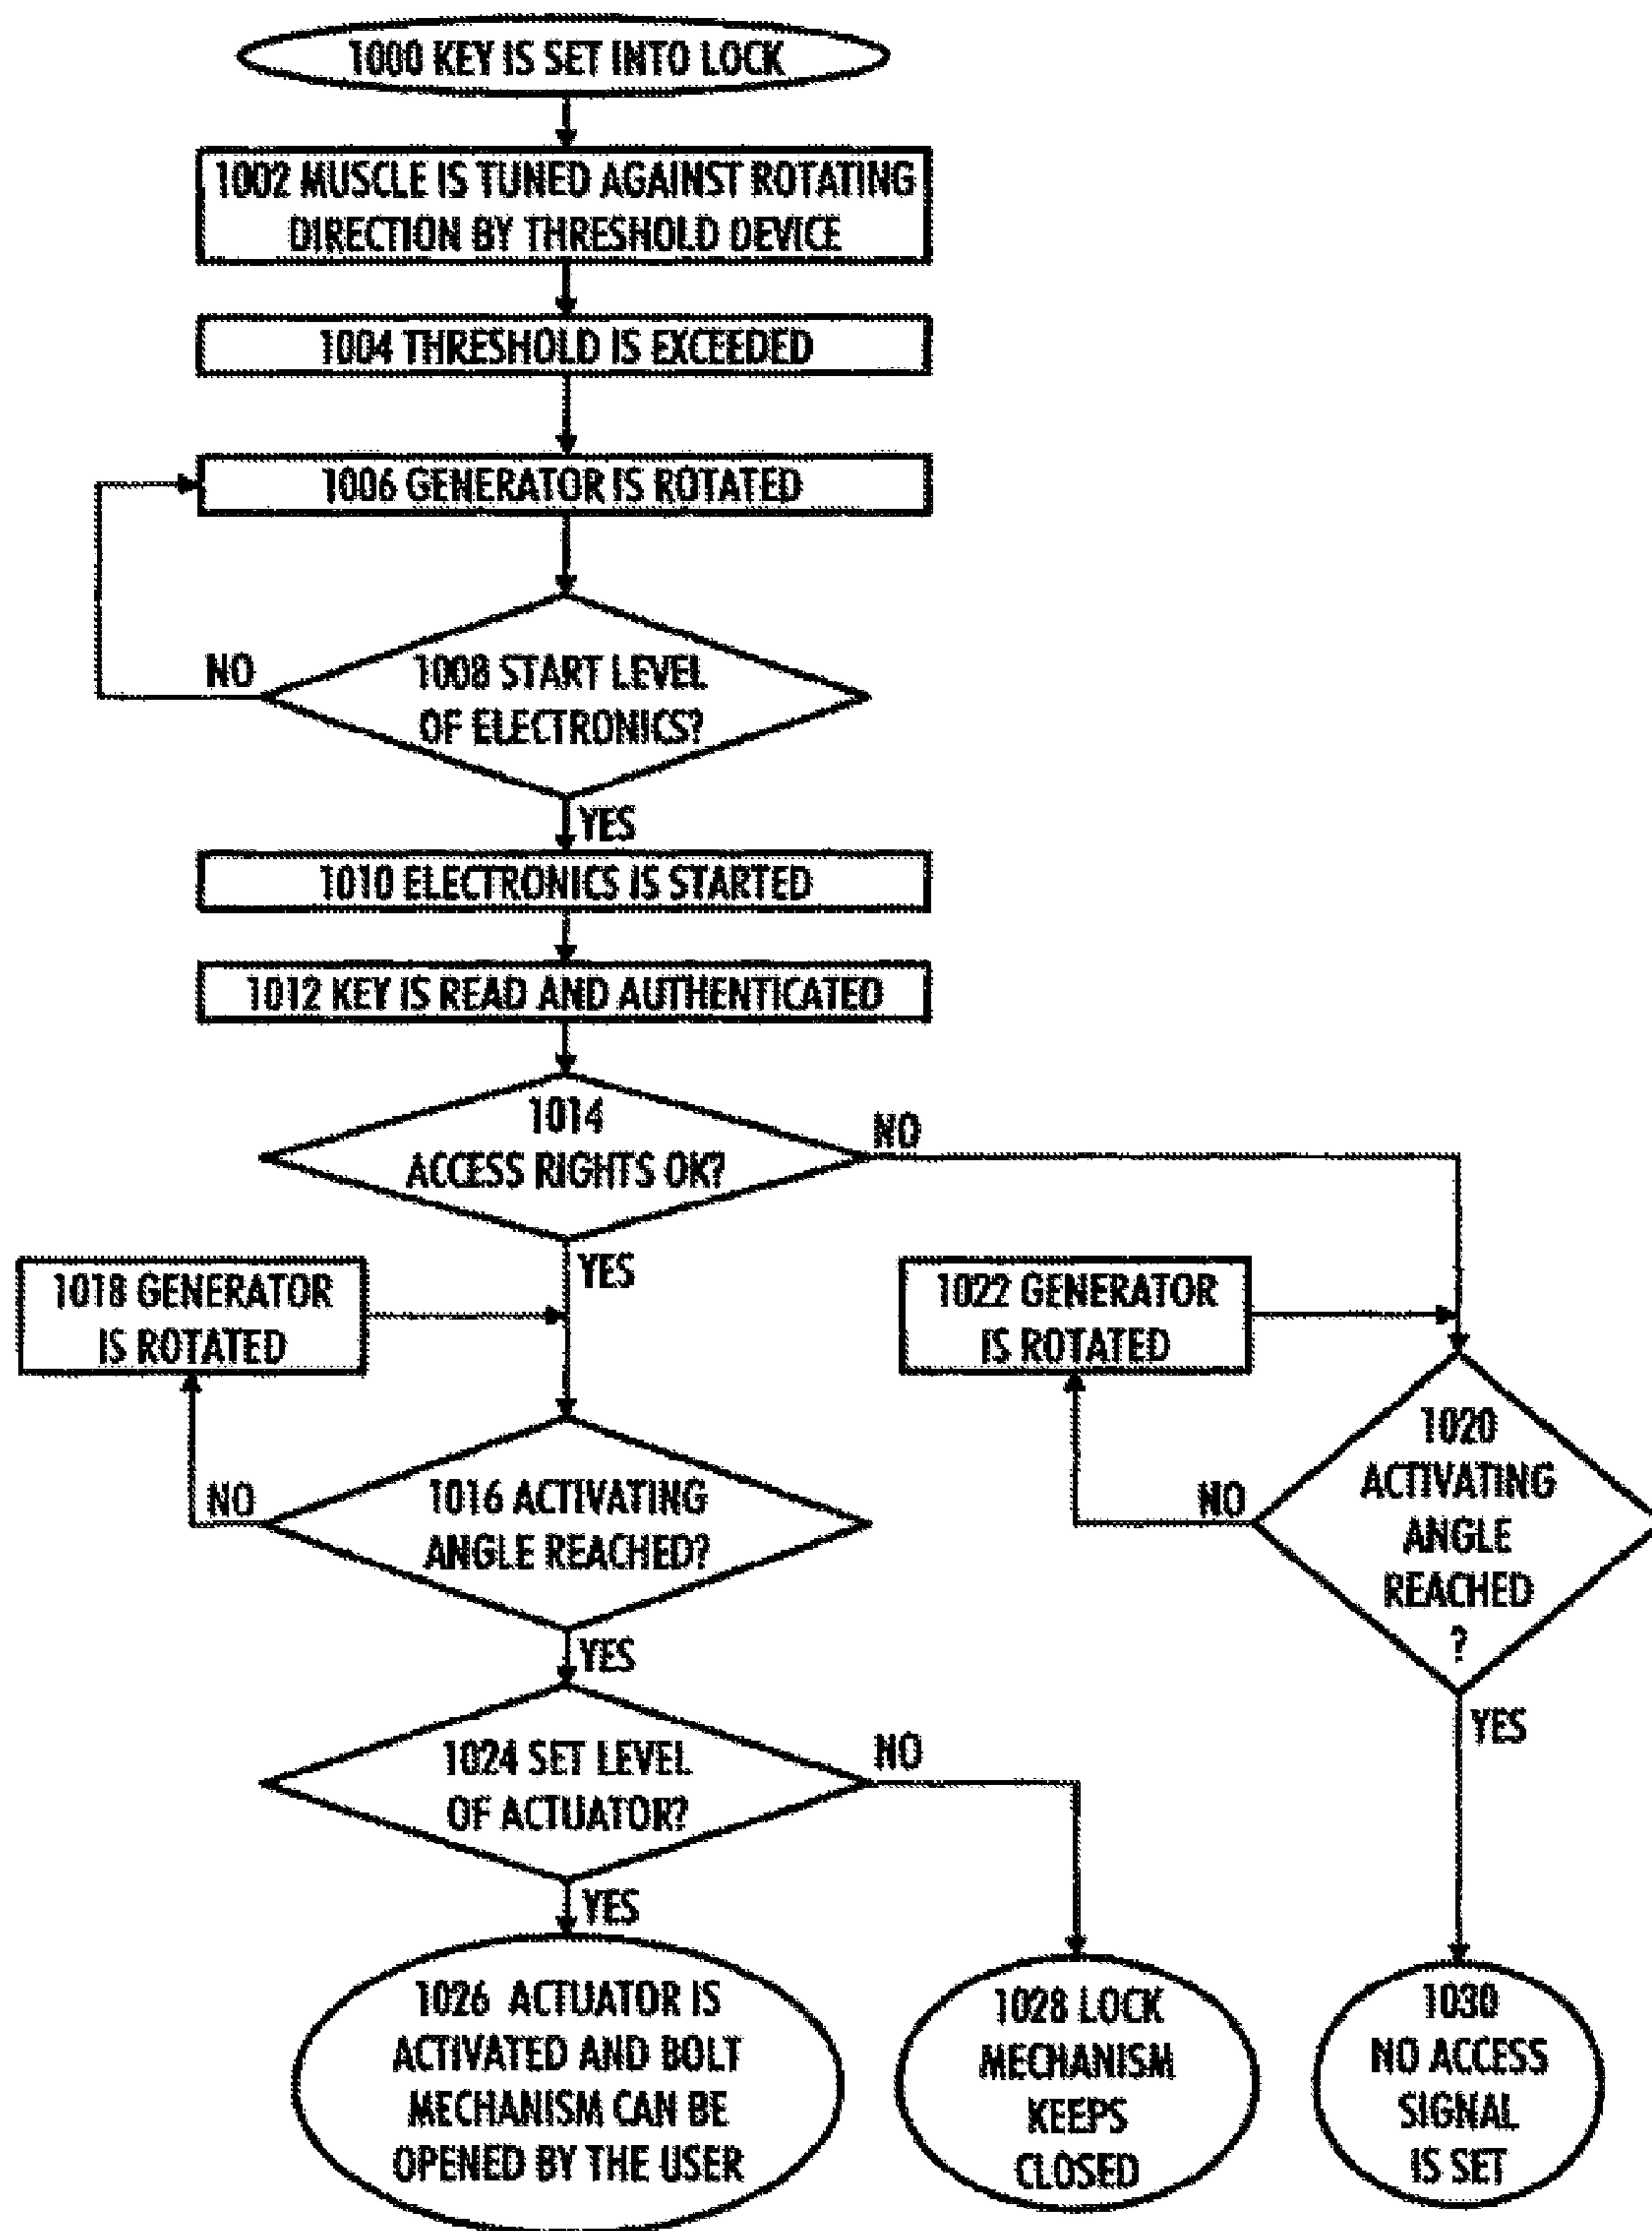 1000 KEY IS SET INTO LOCK
1002 MUSCLE IS TUNED AGAINST ROTATING
DIRECTION BY THRESHOLD DEVICE
1004 THRESHOLD IS EXCEEDED
1006 GENERATOR IS ROTATED
NO
1008 START LEVEL
OF ELECTRONICS?
YES
1010 ELECTRONICS IS STARTED
1012 KEY IS READ AND AUTHENTICATED
1014
ACCESS RIGHTS OK?
NO
YES
1018 GENERATOR
IS ROTATED
1022 GENERATOR
IS ROTATED
NO
1016 ACTIVATING
ANGLE REACHED?
NO
1020
ACTIVATING
ANGLE
REACHED
?
YES
YES
1024 SET LEVEL
OF ACTUATOR?
NO
YES
1026 ACTUATOR IS
ACTIVATED AND BOLT
MECHANISM CAN BE
OPENED BY THE USER
1028 LOCK
MECHANISM
KEEPS
CLOSED
1030
NO ACCESS
SIGNAL
IS SET